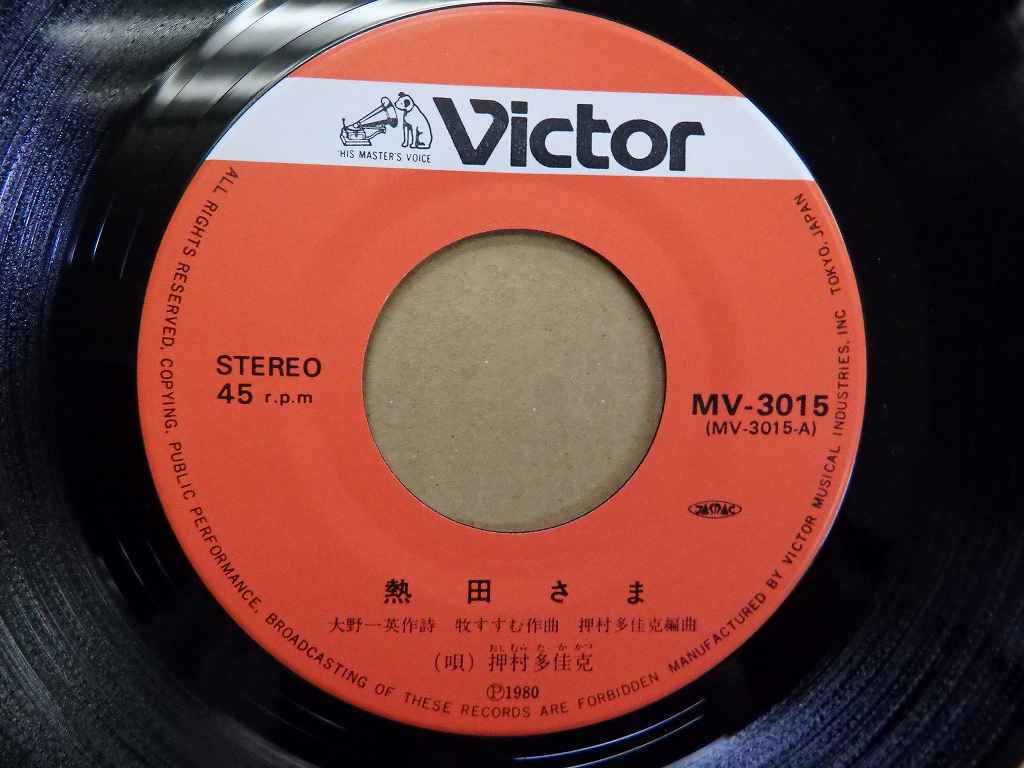 Victor
"HIS MASTER'S VOICE"
STEREO
45 r.p.m
MV-3015
(MV-3015-A)
JASRAC
熱田さま
大野一英作詩 牧すすむ作曲 押村多佳克編曲
おしむら た か かつ
(唄) 押村多佳克
Ⓟ1980
ALL RIGHTS RESERVED, COPYING, PUBLIC PERFORMANCE, BROADCASTING OF THESE RECORDS ARE FORBIDDEN MANUFACTURED BY VICTOR MUSICAL INDUSTRIES, INC TOKYO, JAPAN